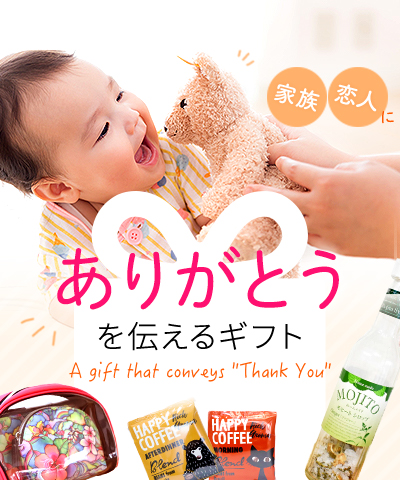 家族 恋人 に
ありがとう
を伝えるギフト
A gift that conveys "Thank You"
HAPPY
COFFEE
AFTERDINNER
Blend
HAPPY
COFFEE
MORNING
Blend
MOJITO